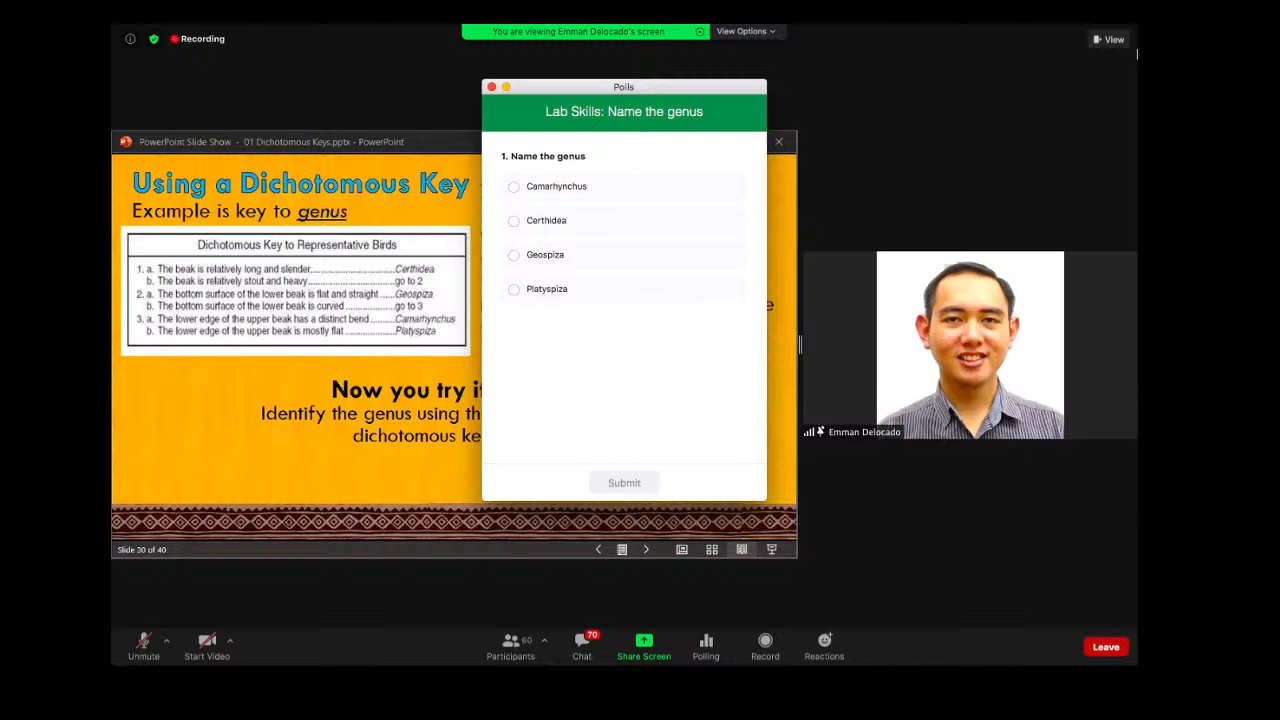 Recording
You are viewing Emman Delocado's screen
View Options
View
Polls
Lab Skills: Name the genus
1. Name the genus
Camarhynchus
Certhidea
Geospiza
Platyspiza
Submit
PowerPoint Slide Show - 01 Dichotomous Keys.pptx - PowerPoint
Using a Dichotomous Key
Example is key to genus
Dichotomous Key to Representative Birds
1. a. The beak is relatively long and slender..............................Certhidea
b. The beak is relatively stout and heavy..............................go to 2
2. a. The bottom surface of the lower beak is flat and straight .....Geospiza
b. The bottom surface of the lower beak is curved ..................go to 3
3. a. The lower edge of the upper beak has a distinct bend .........Camarhynchus
b. The lower edge of the upper beak is mostly flat ..................Platyspiza
e
Now you try i
Identify the genus using th
dichotomous ke
Slide 30 of 40
Emman Delocado
Unmute
Start Video
60
Participants
70
Chat
Share Screen
Polling
Record
Reactions
Leave